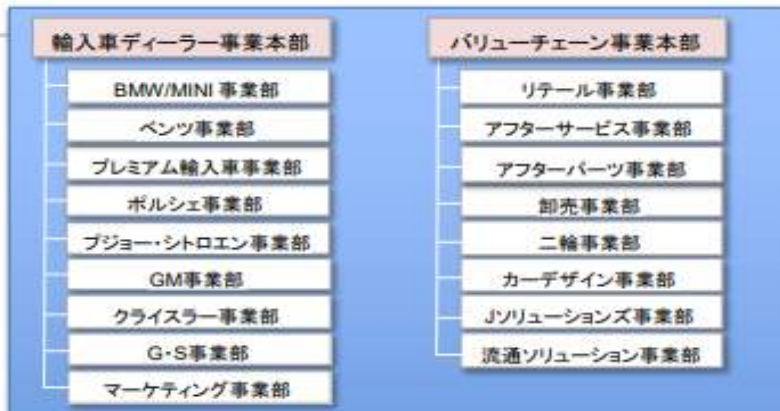 輸入車ディーラー事業本部
BMW/MINI 事業部
ベンツ事業部
プレミアム輸入車事業部
ポルシェ事業部
プジョー・シトロエン事業部
GM事業部
クライスラー事業部
G・S事業部
マーケティング事業部
バリューチェーン事業本部
リテール事業部
アフターサービス事業部
アフターパーツ事業部
卸売事業部
二輪事業部
カーデザイン事業部
Jソリューションズ事業部
流通ソリューション事業部